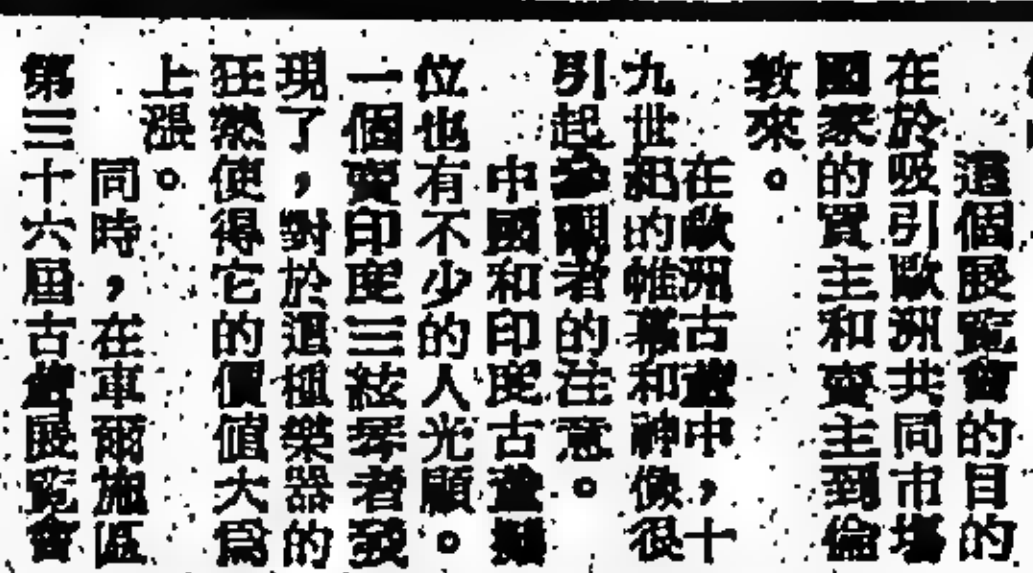 這個展覽會的目的
在於吸引歐洲共同市場
國家的買主和賣主到倫
敦來。
在歐洲古董中，十
九世紀的帷幕和神像很
引起參觀者的注意。
中國和印度古董攤
位也有不少的人光顧。
一個賣印度三絃琴者發
現了，對於這種樂器的
狂熱使得它的價值大為
上漲。
同時，在車爾施區
第三十六屆古董展覽會